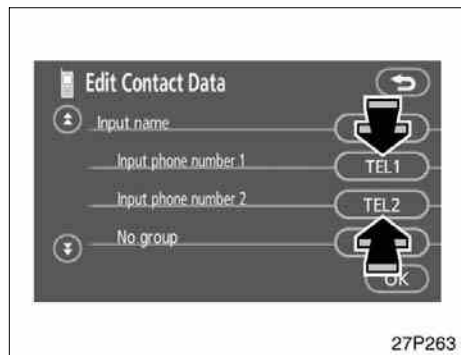 Edit Contact Data
Input name
Input phone number 1
TEL1
Input phone number 2
TEL2
No group
OK
27P263